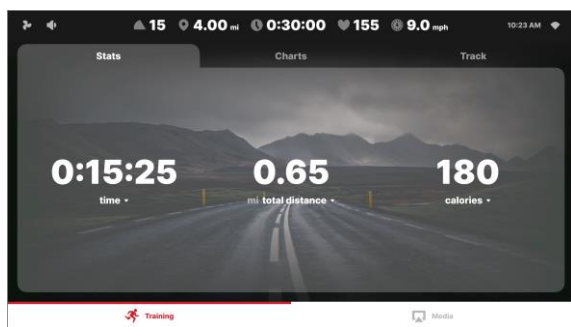 15 4.00 mi 0:30:00 155 9.0 mph 10:23 AM
Stats Charts Track
0:15:25 0.65 180
time mi total distance calories
Training Media